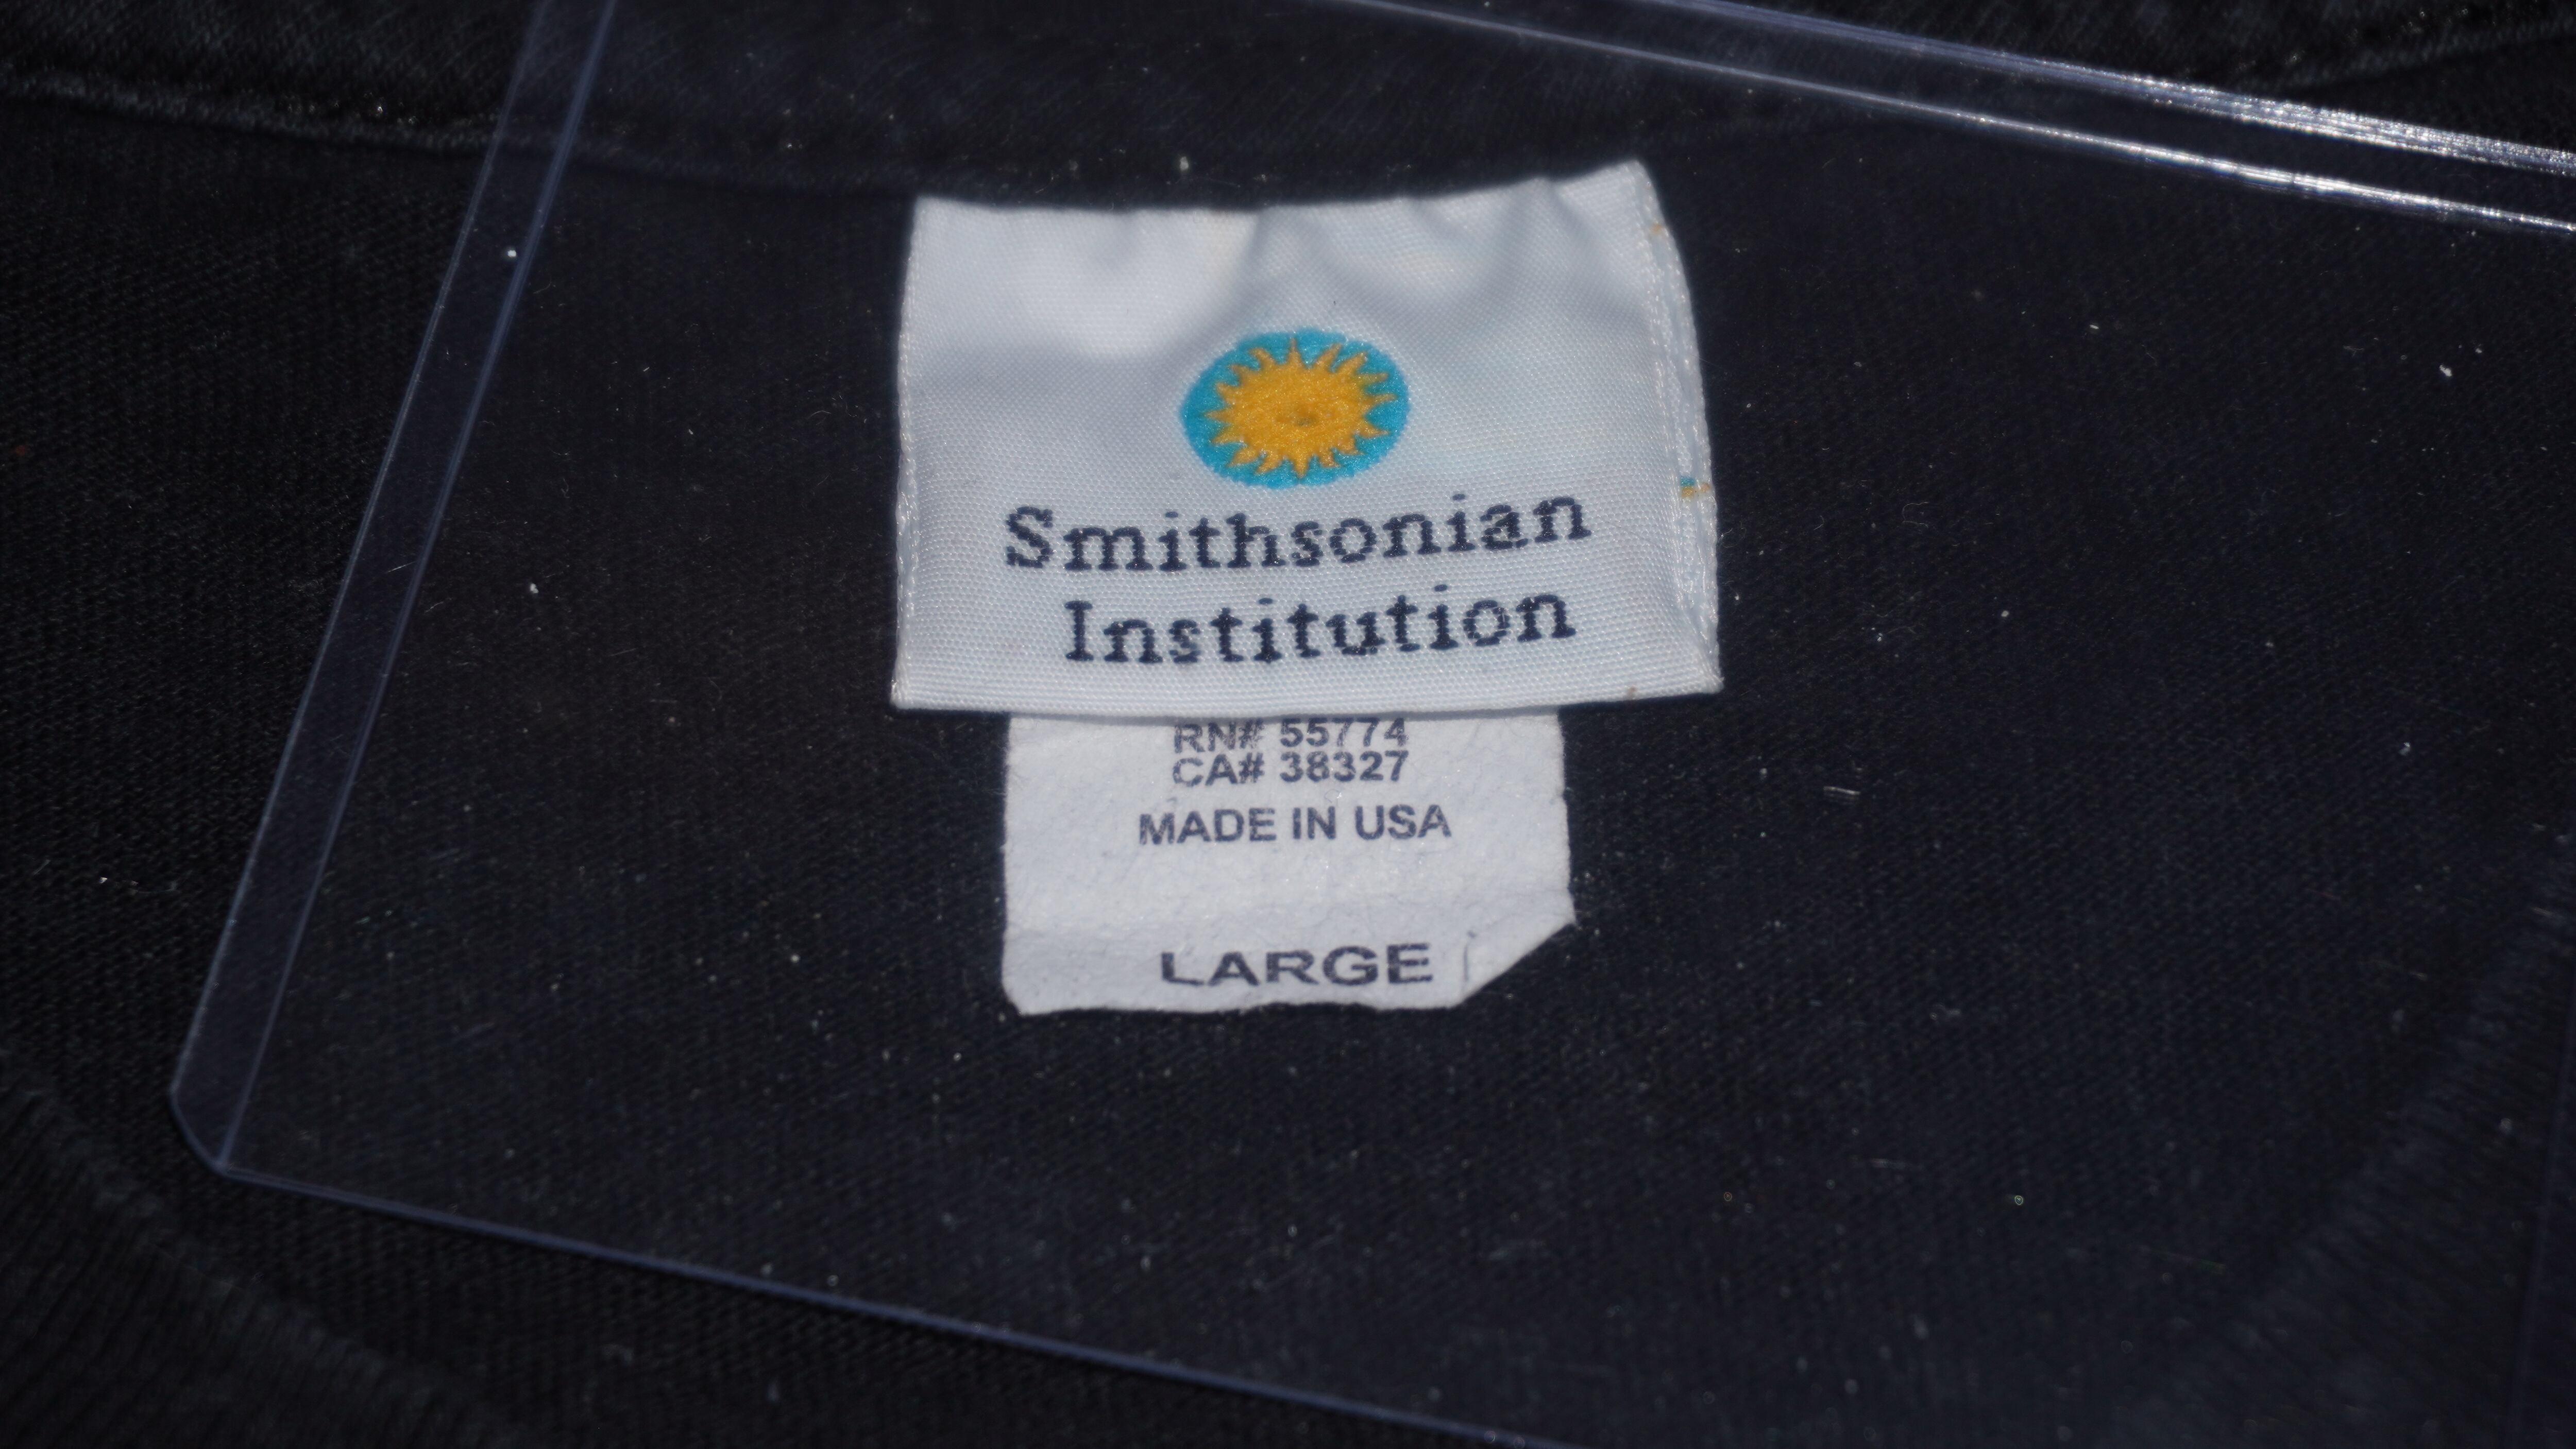 Smithsonian
Institution
RN# 55774
CA# 38327
MADE IN USA
LARGE